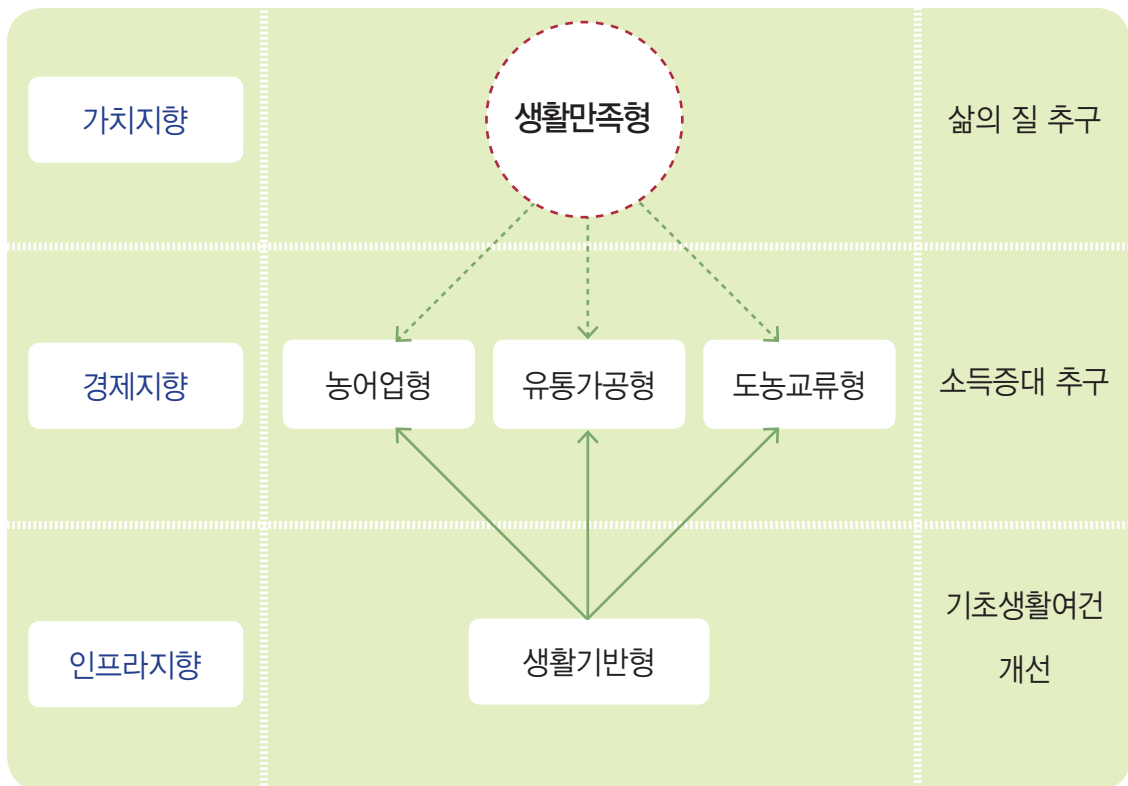 가치지향
생활만족형
삶의 질 추구
경제지향
농어업형
유통가공형
도농교류형
소득증대 추구
인프라지향
생활기반형
기초생활여건
개선